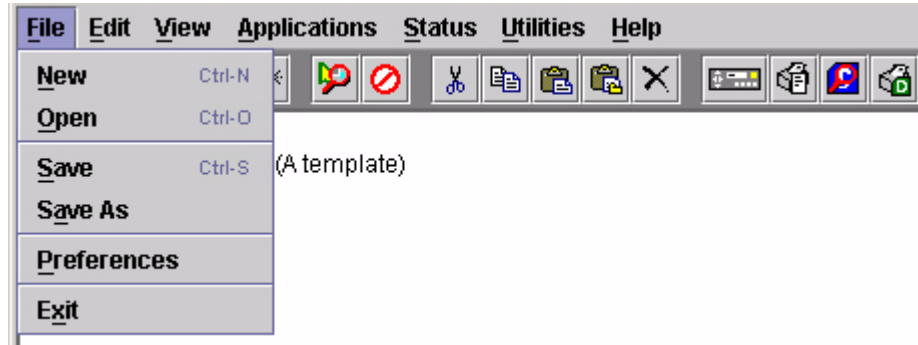 File Edit View Applications Status Utilities Help
New Ctrl-N
Open Ctrl-O
Save Ctrl-S
(A template)
Save As
Preferences
Exit